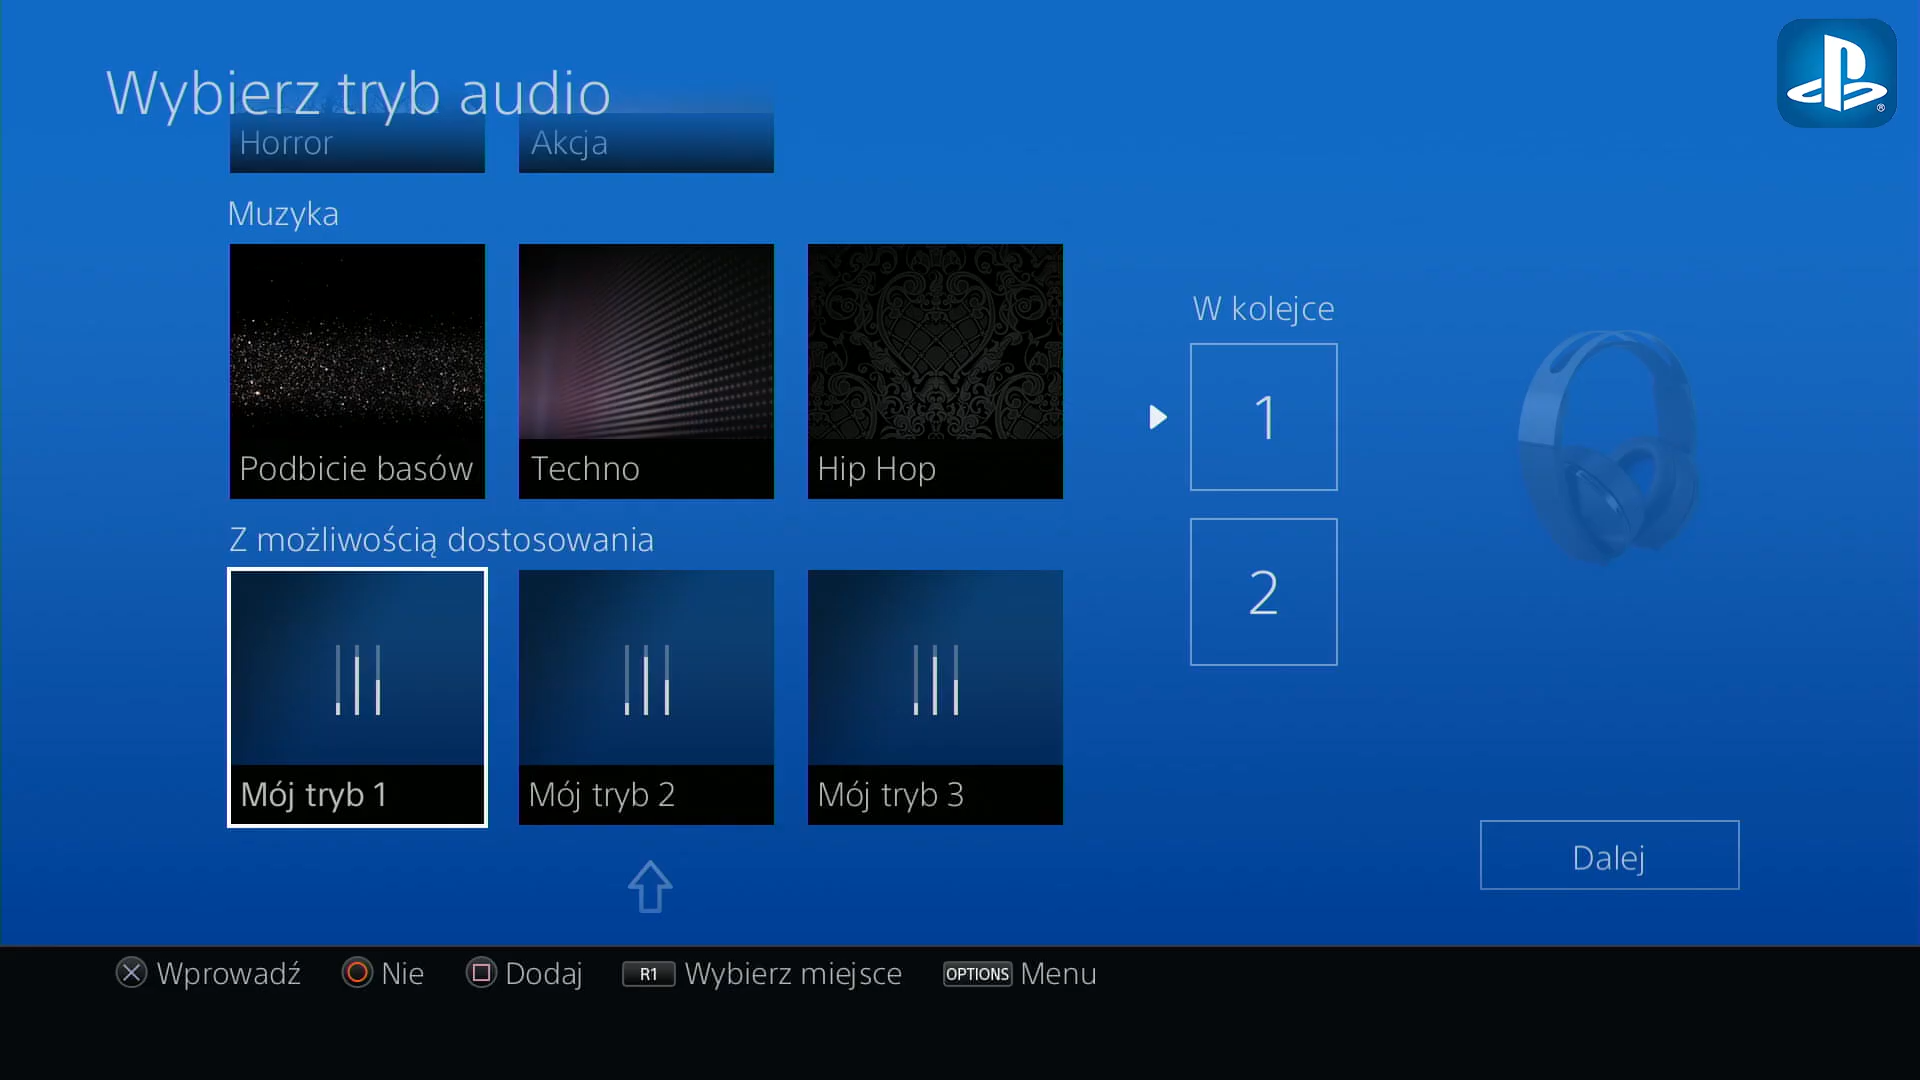 Wybierz tryb audio
Horror
Akcja
Muzyka
Podbicie basów
Techno
Hip Hop
Z możliwością dostosowania
Mój tryb 1
Mój tryb 2
Mój tryb 3
W kolejce
1
2
Dalej
Wprowadź
Nie
Dodaj
R1 Wybierz miejsce
OPTIONS Menu